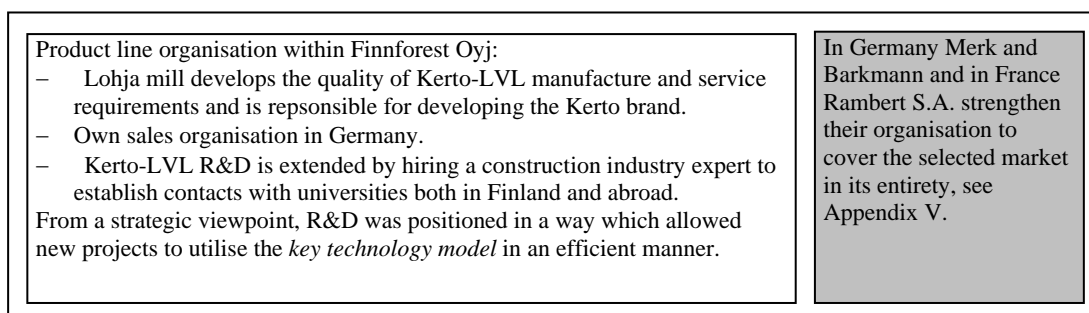 Product line organisation within Finnforest Oyj:
– Lohja mill develops the quality of Kerto-LVL manufacture and service
requirements and is repsonsible for developing the Kerto brand.
– Own sales organisation in Germany.
– Kerto-LVL R&D is extended by hiring a construction industry expert to
establish contacts with universities both in Finland and abroad.
From a strategic viewpoint, R&D was positioned in a way which allowed
new projects to utilise the key technology model in an efficient manner.
In Germany Merk and
Barkmann and in France
Rambert S.A. strengthen
their organisation to
cover the selected market
in its entirety, see
Appendix V.